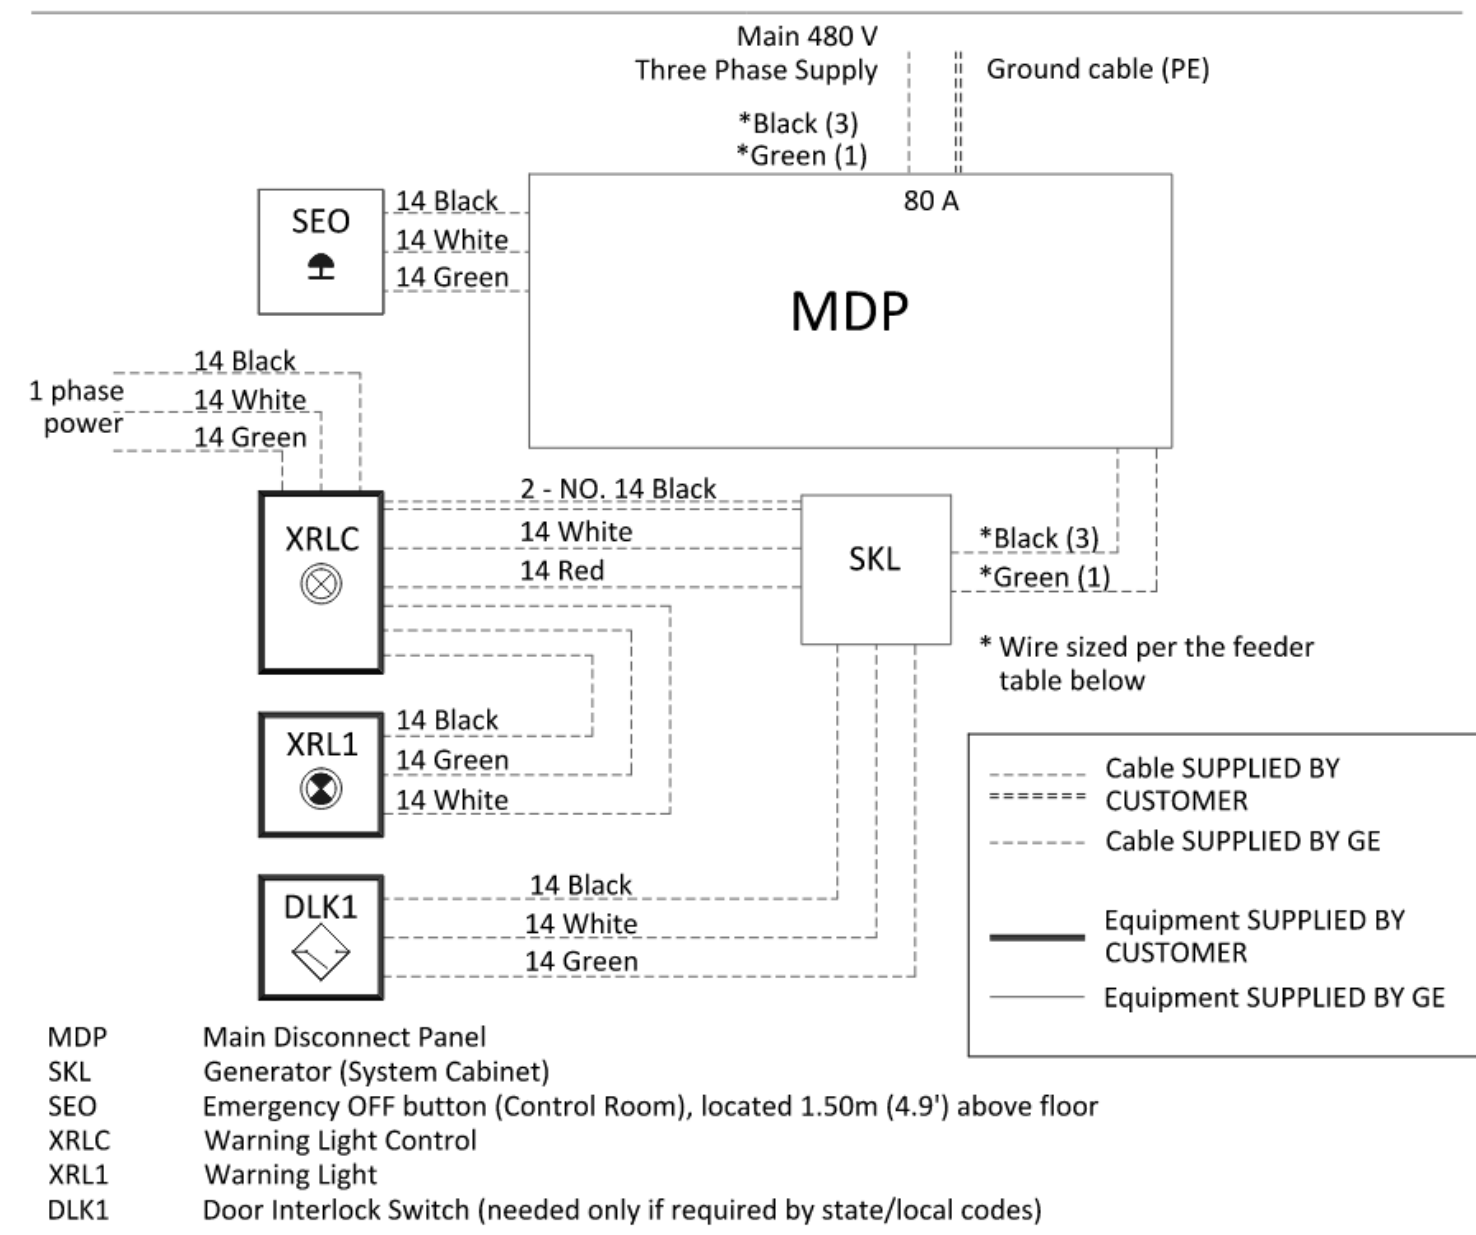 Main 480 V
Three Phase Supply
Ground cable (PE)
*Black (3)
*Green (1)
80 A
MDP
SEO
14 Black
14 White
14 Green
1 phase
power
14 Black
14 White
14 Green
XRLC
2 - NO. 14 Black
14 White
14 Red
SKL
*Black (3)
*Green (1)
* Wire sized per the feeder
table below
XRL1
14 Black
14 Green
14 White
DLK1
14 Black
14 White
14 Green
Cable SUPPLIED BY
CUSTOMER
Cable SUPPLIED BY GE
Equipment SUPPLIED BY
CUSTOMER
Equipment SUPPLIED BY GE
MDP Main Disconnect Panel
SKL Generator (System Cabinet)
SEO Emergency OFF button (Control Room), located 1.50m (4.9') above floor
XRLC Warning Light Control
XRL1 Warning Light
DLK1 Door Interlock Switch (needed only if required by state/local codes)